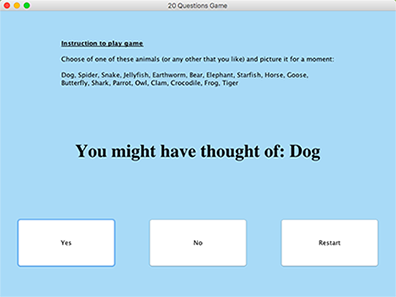 20 Questions Game
Instruction to play game
Choose of one of these animals (or any other that you like) and picture it for a moment:
Dog, Spider, Snake, Jellyfish, Earthworm, Bear, Elephant, Starfish, Horse, Goose,
Butterfly, Shark, Parrot, Owl, Clam, Crocodile, Frog, Tiger
You might have thought of: Dog
Yes
No
Restart